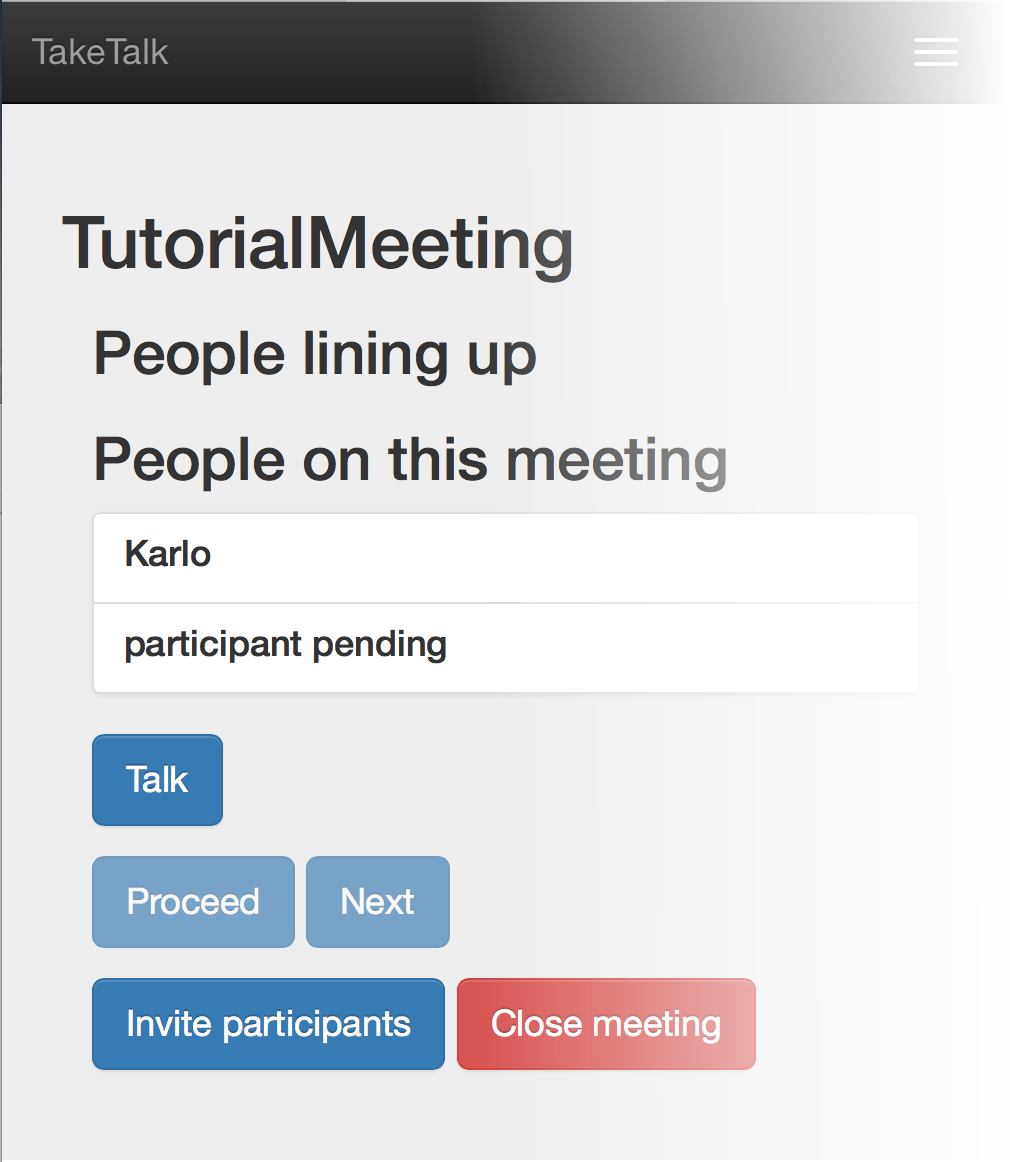 TakeTalk
TutorialMeeting
People lining up
People on this meeting
Karlo
participant pending
Talk
Proceed Next
Invite participants Close meeting